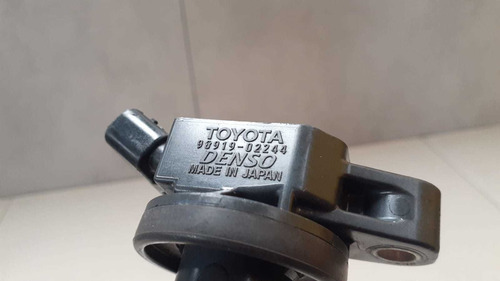 TOYOTA
90919-02244
DENSO
MADE IN JAPAN